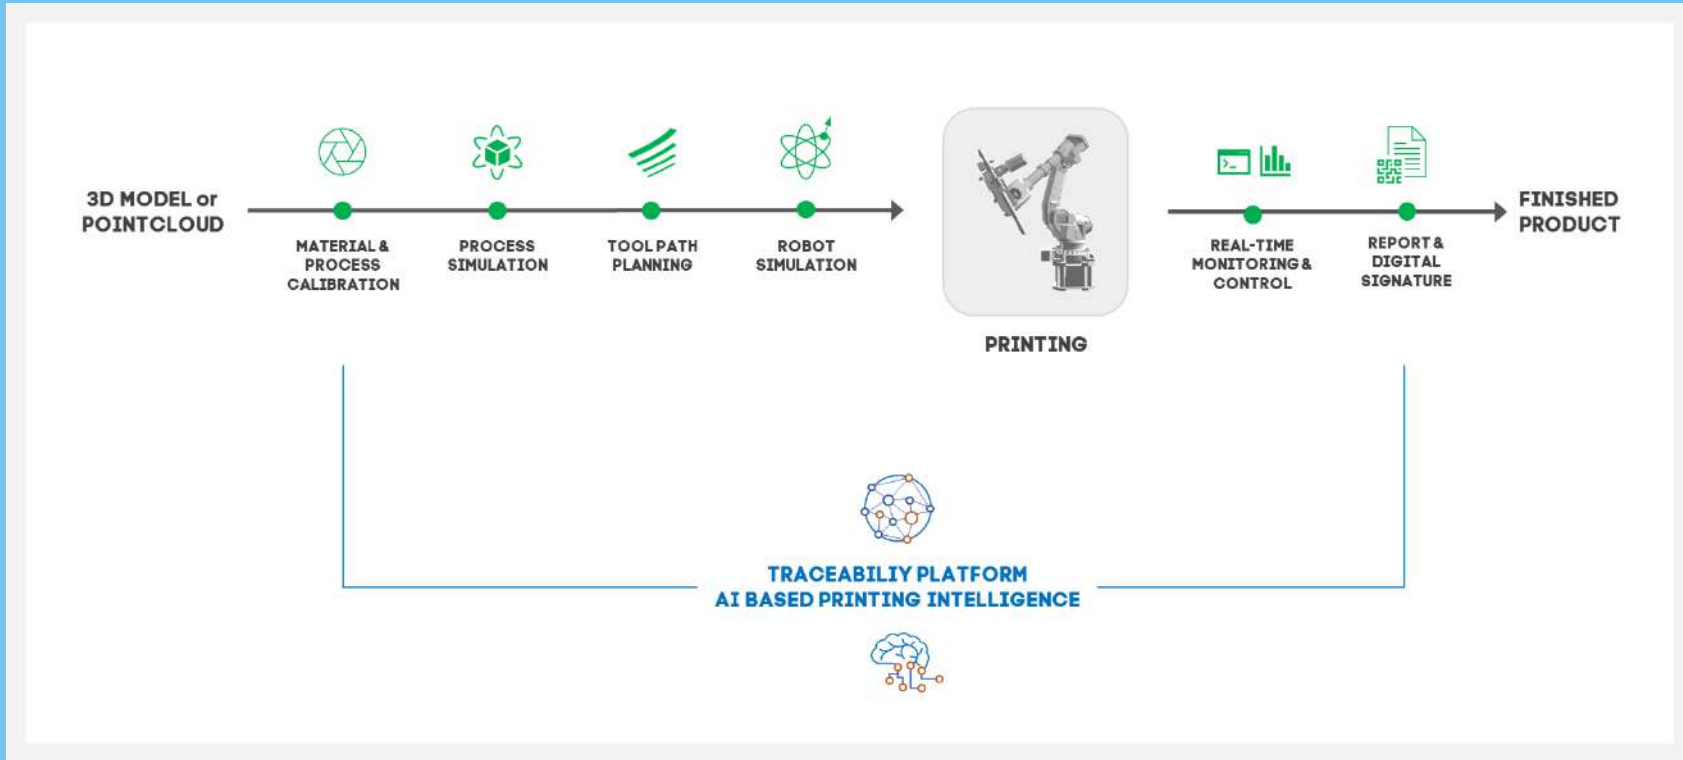 3D MODEL or
POINTCLOUD
MATERIAL &
PROCESS
CALIBRATION
PROCESS
SIMULATION
TOOL PATH
PLANNING
ROBOT
SIMULATION
PRINTING
REAL-TIME
MONITORING &
CONTROL
REPORT &
DIGITAL
SIGNATURE
FINISHED
PRODUCT
TRACEABILIY PLATFORM
AI BASED PRINTING INTELLIGENCE